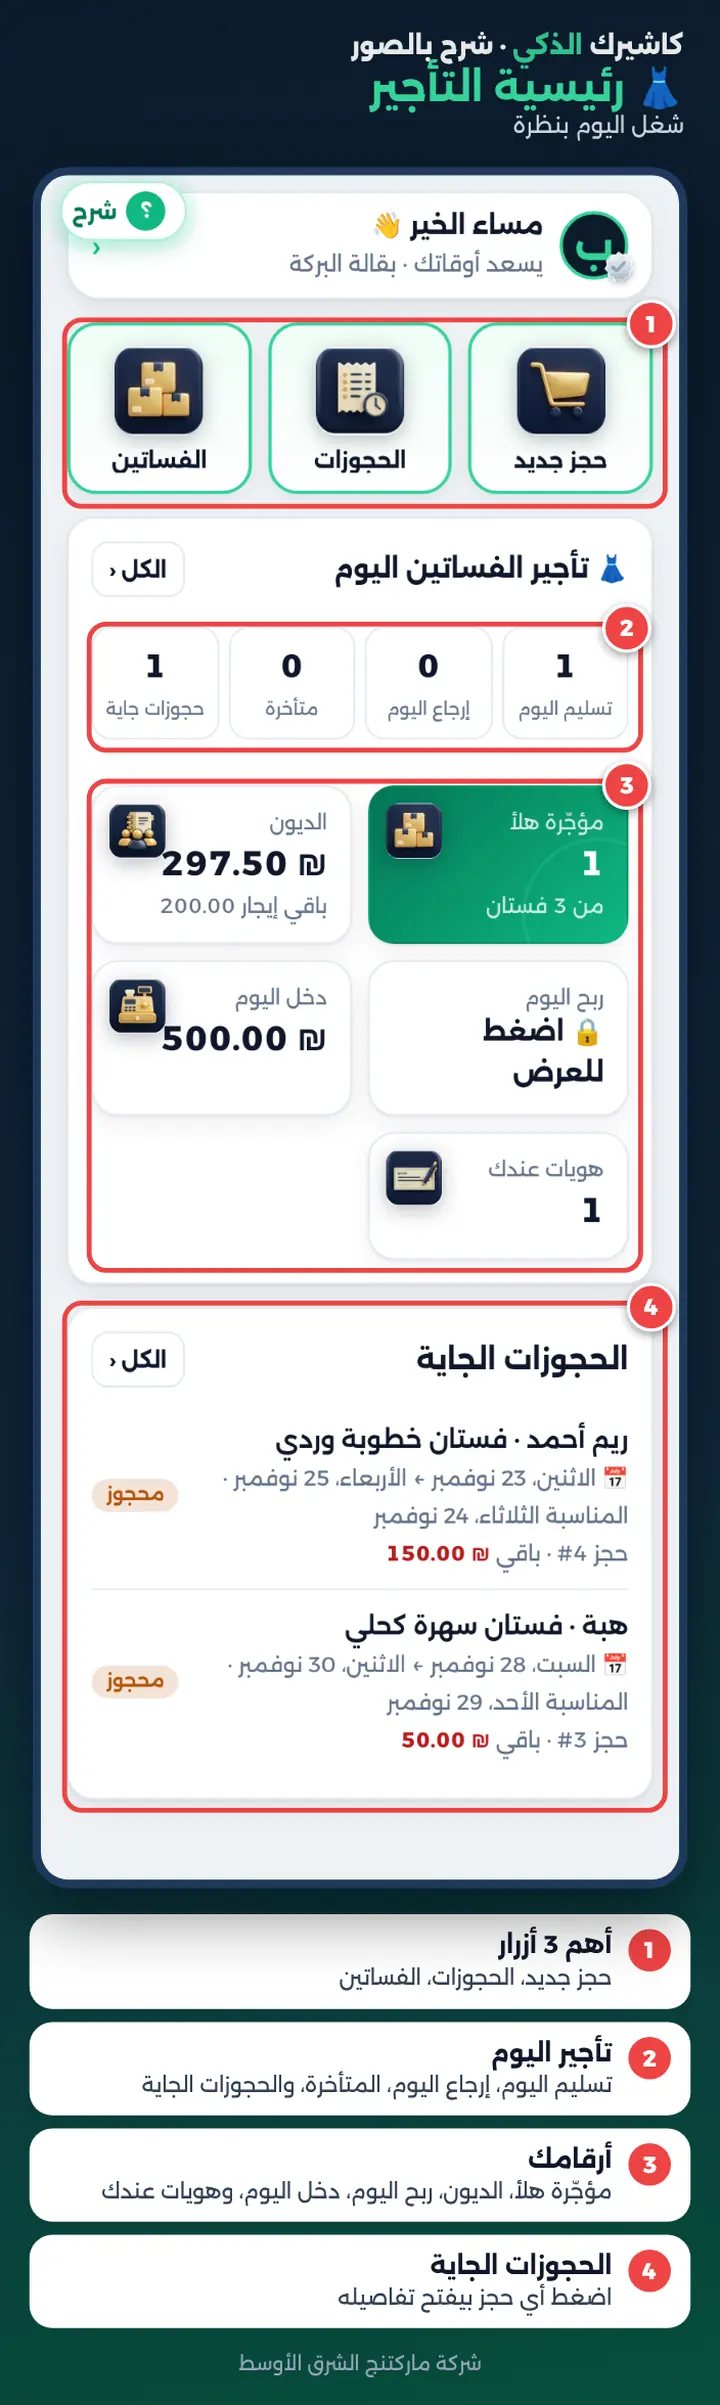 كاشيرك الذكي · شرح بالصور
رئيسية التأجير
شغل اليوم بنظرة
مساء الخير 👋
يسعد أوقاتك · بقالة البركة
ب
؟ شرح ›
1
حجز جديد
الحجوزات
الفساتين
👗 تأجير الفساتين اليوم
الكل ›
2
1
تسليم اليوم
0
إرجاع اليوم
0
متأخرة
1
حجوزات جاية
3
مؤجّرة هلأ
1
من 3 فستان
الديون
₪ 297.50
باقي إيجار 200.00
ربح اليوم
🔒 اضغط
للعرض
دخل اليوم
₪ 500.00
هويات عندك
1
4
الحجوزات الجاية
الكل ›
ريم أحمد · فستان خطوبة وردي
📅 الاثنين، 23 نوفمبر ← الأربعاء، 25 نوفمبر ·
المناسبة الثلاثاء، 24 نوفمبر
حجز #4 · باقي ₪ 150.00
محجوز
هبة · فستان سهرة كحلي
📅 السبت، 28 نوفمبر ← الاثنين، 30 نوفمبر ·
المناسبة الأحد، 29 نوفمبر
حجز #3 · باقي ₪ 50.00
محجوز
1
أهم 3 أزرار
حجز جديد، الحجوزات، الفساتين
2
تأجير اليوم
تسليم اليوم، إرجاع اليوم، المتأخرة، والحجوزات الجاية
3
أرقامك
مؤجّرة هلأ، الديون، ربح اليوم، دخل اليوم، وهويات عندك
4
الحجوزات الجاية
اضغط أي حجز بيفتح تفاصيله
شركة ماركتنج الشرق الأوسط